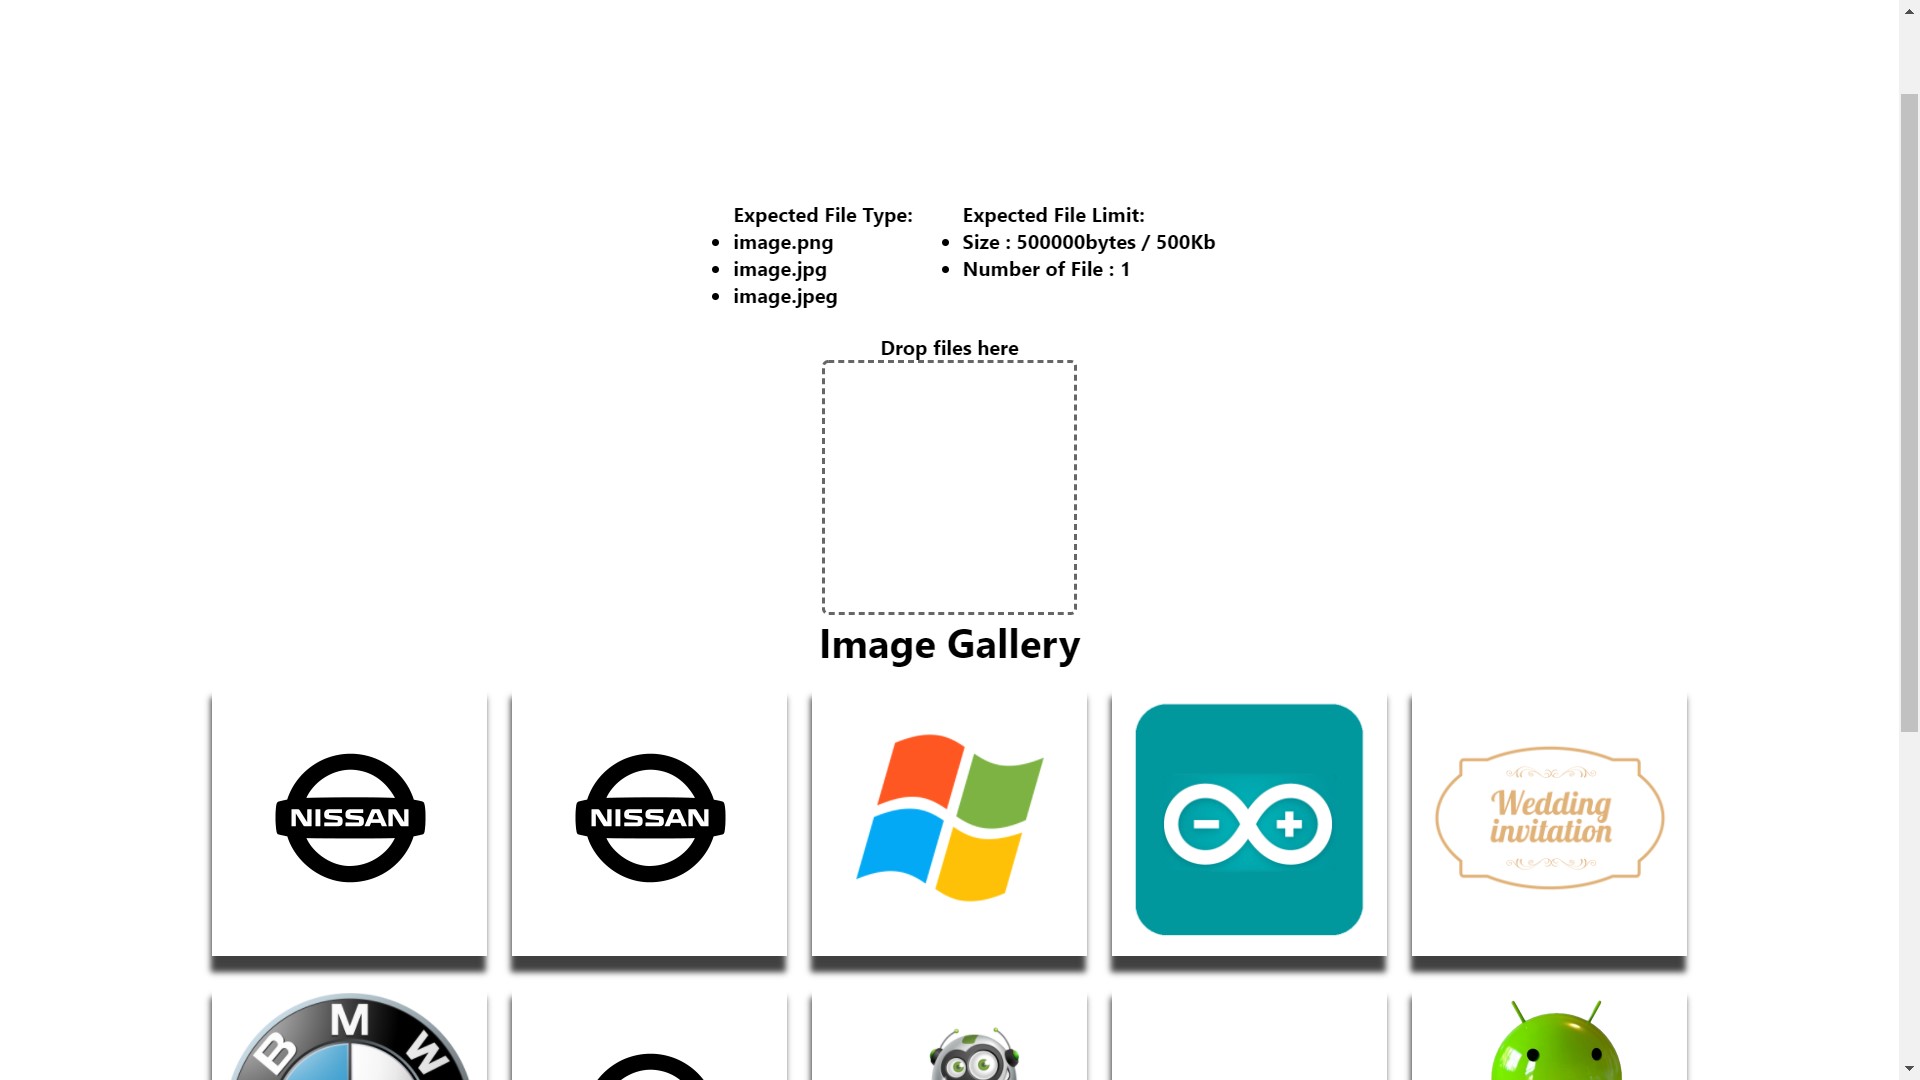 Expected File Type:
image.png
image.jpg
image.jpeg
Expected File Limit:
Size : 500000bytes / 500Kb
Number of File : 1
Drop files here
Image Gallery
NISSAN
NISSAN
Wedding
invitation
BMW